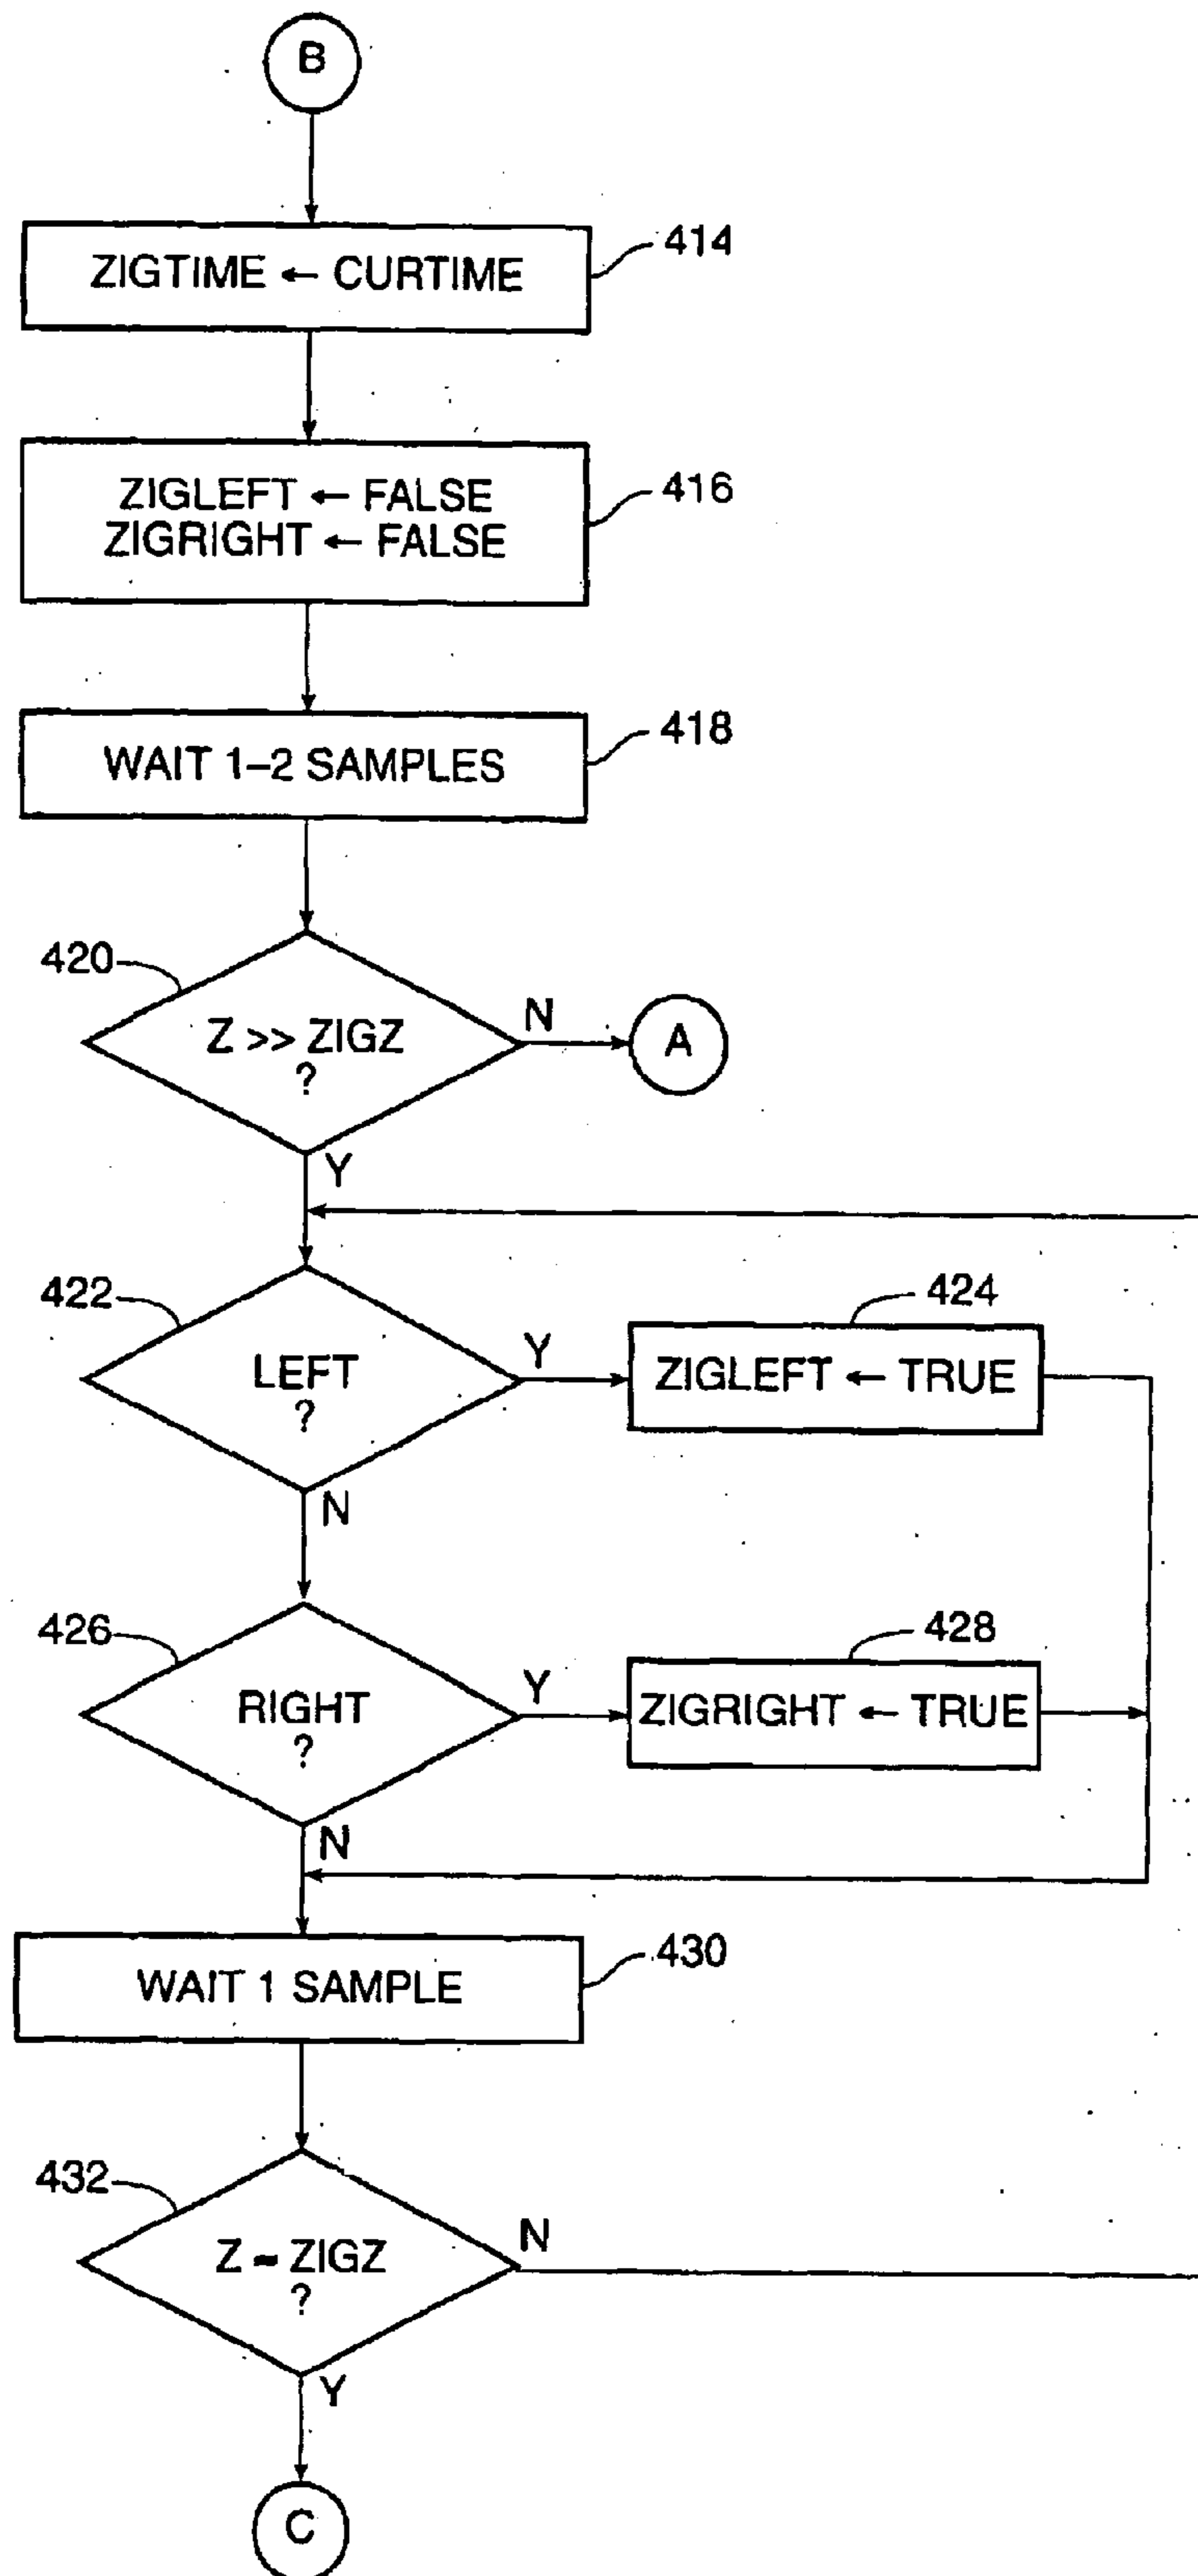 B
ZIGTIME ← CURTIME
414
ZIGLEFT ← FALSE
ZIGRIGHT ← FALSE
416
WAIT 1–2 SAMPLES
418
420
Z >> ZIGZ
?
N
A
Y
422
LEFT
?
Y
424
ZIGLEFT ← TRUE
N
426
RIGHT
?
Y
428
ZIGRIGHT ← TRUE
N
WAIT 1 SAMPLE
430
432
Z ≈ ZIGZ
?
N
Y
C